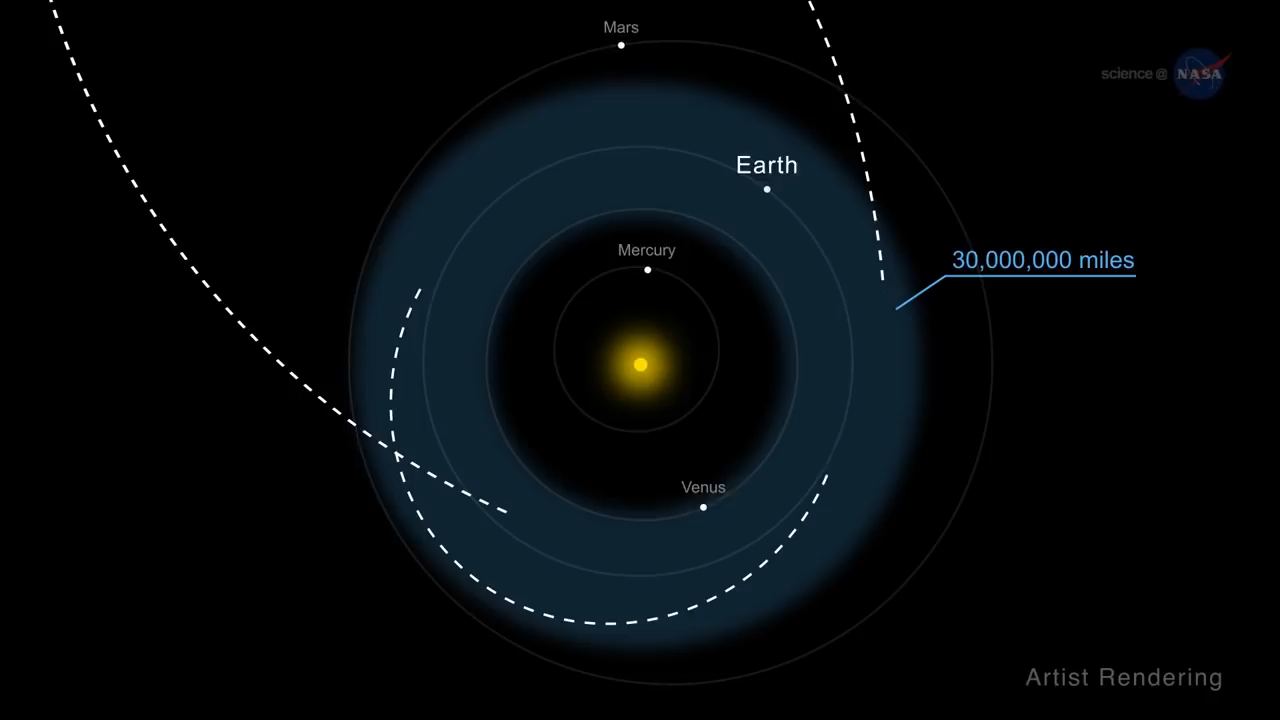 Mars
science@ NASA
Earth
Mercury
30,000,000 miles
Venus
Artist Rendering